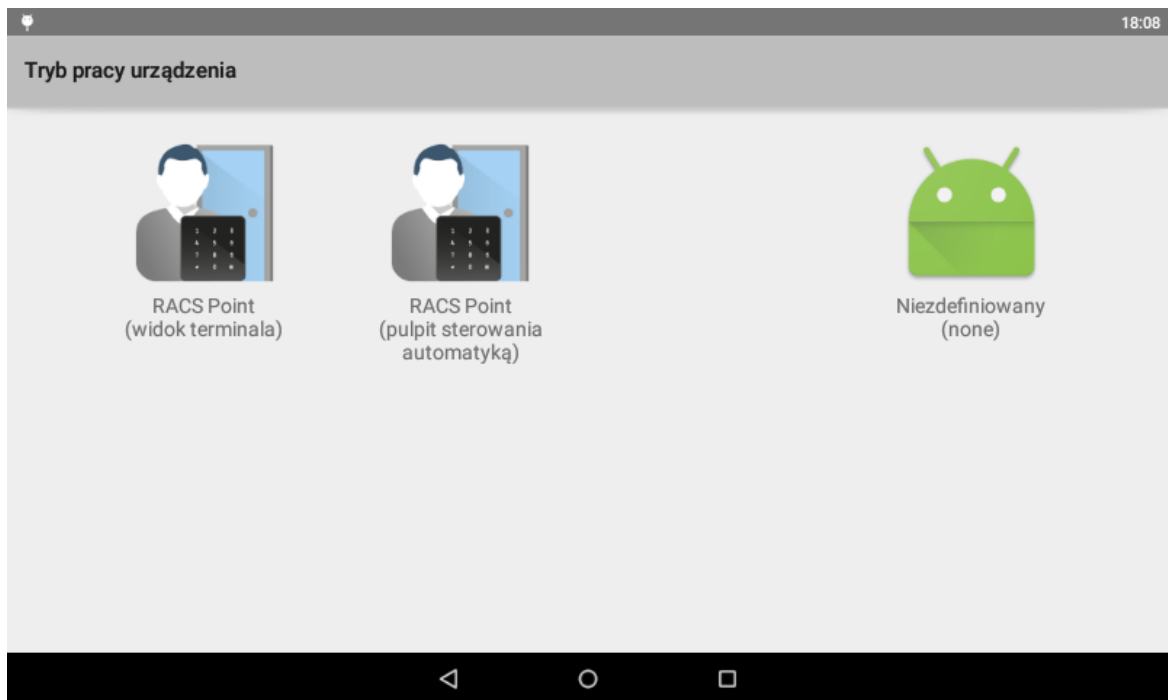 18:08
Tryb pracy urządzenia
RACS Point
(widok terminala)
RACS Point
(pulpit sterowania
automatyką)
Niezdefiniowany
(none)